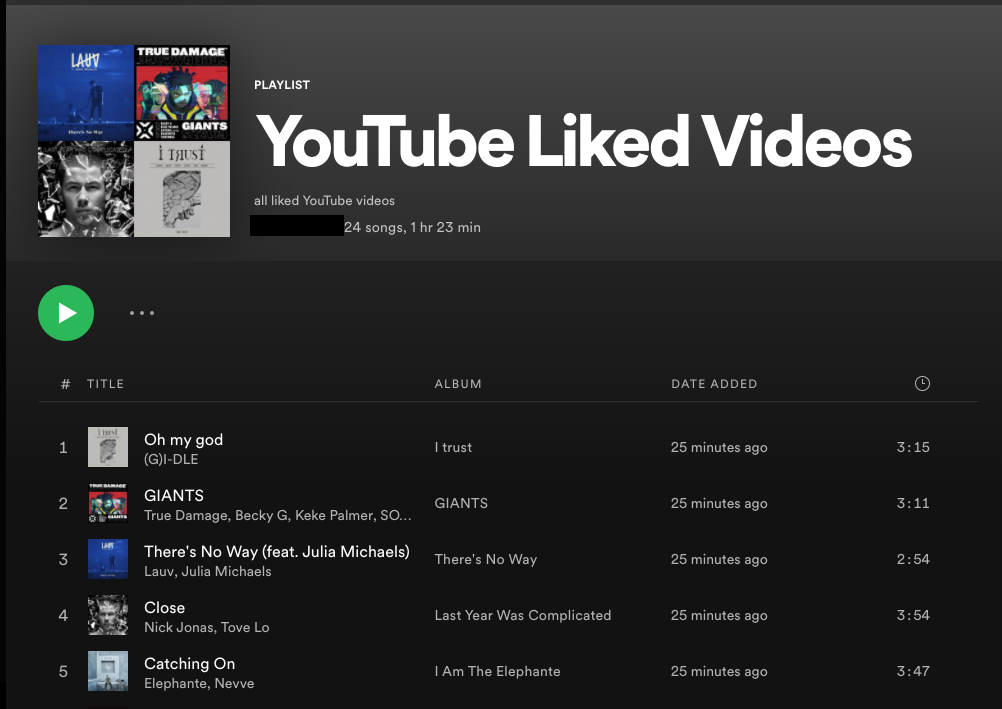 LAUV
There's No Way
TRUE DAMAGE
GIANTS
I TRUST
PLAYLIST
YouTube Liked Videos
all liked YouTube videos
24 songs, 1 hr 23 min
# TITLE ALBUM DATE ADDED
1 Oh my god I trust 25 minutes ago 3:15
(G)I-DLE
2 GIANTS GIANTS 25 minutes ago 3:11
True Damage, Becky G, Keke Palmer, SO...
3 There's No Way (feat. Julia Michaels) There's No Way 25 minutes ago 2:54
Lauv, Julia Michaels
4 Close Last Year Was Complicated 25 minutes ago 3:54
Nick Jonas, Tove Lo
5 Catching On I Am The Elephante 25 minutes ago 3:47
Elephante, Nevve